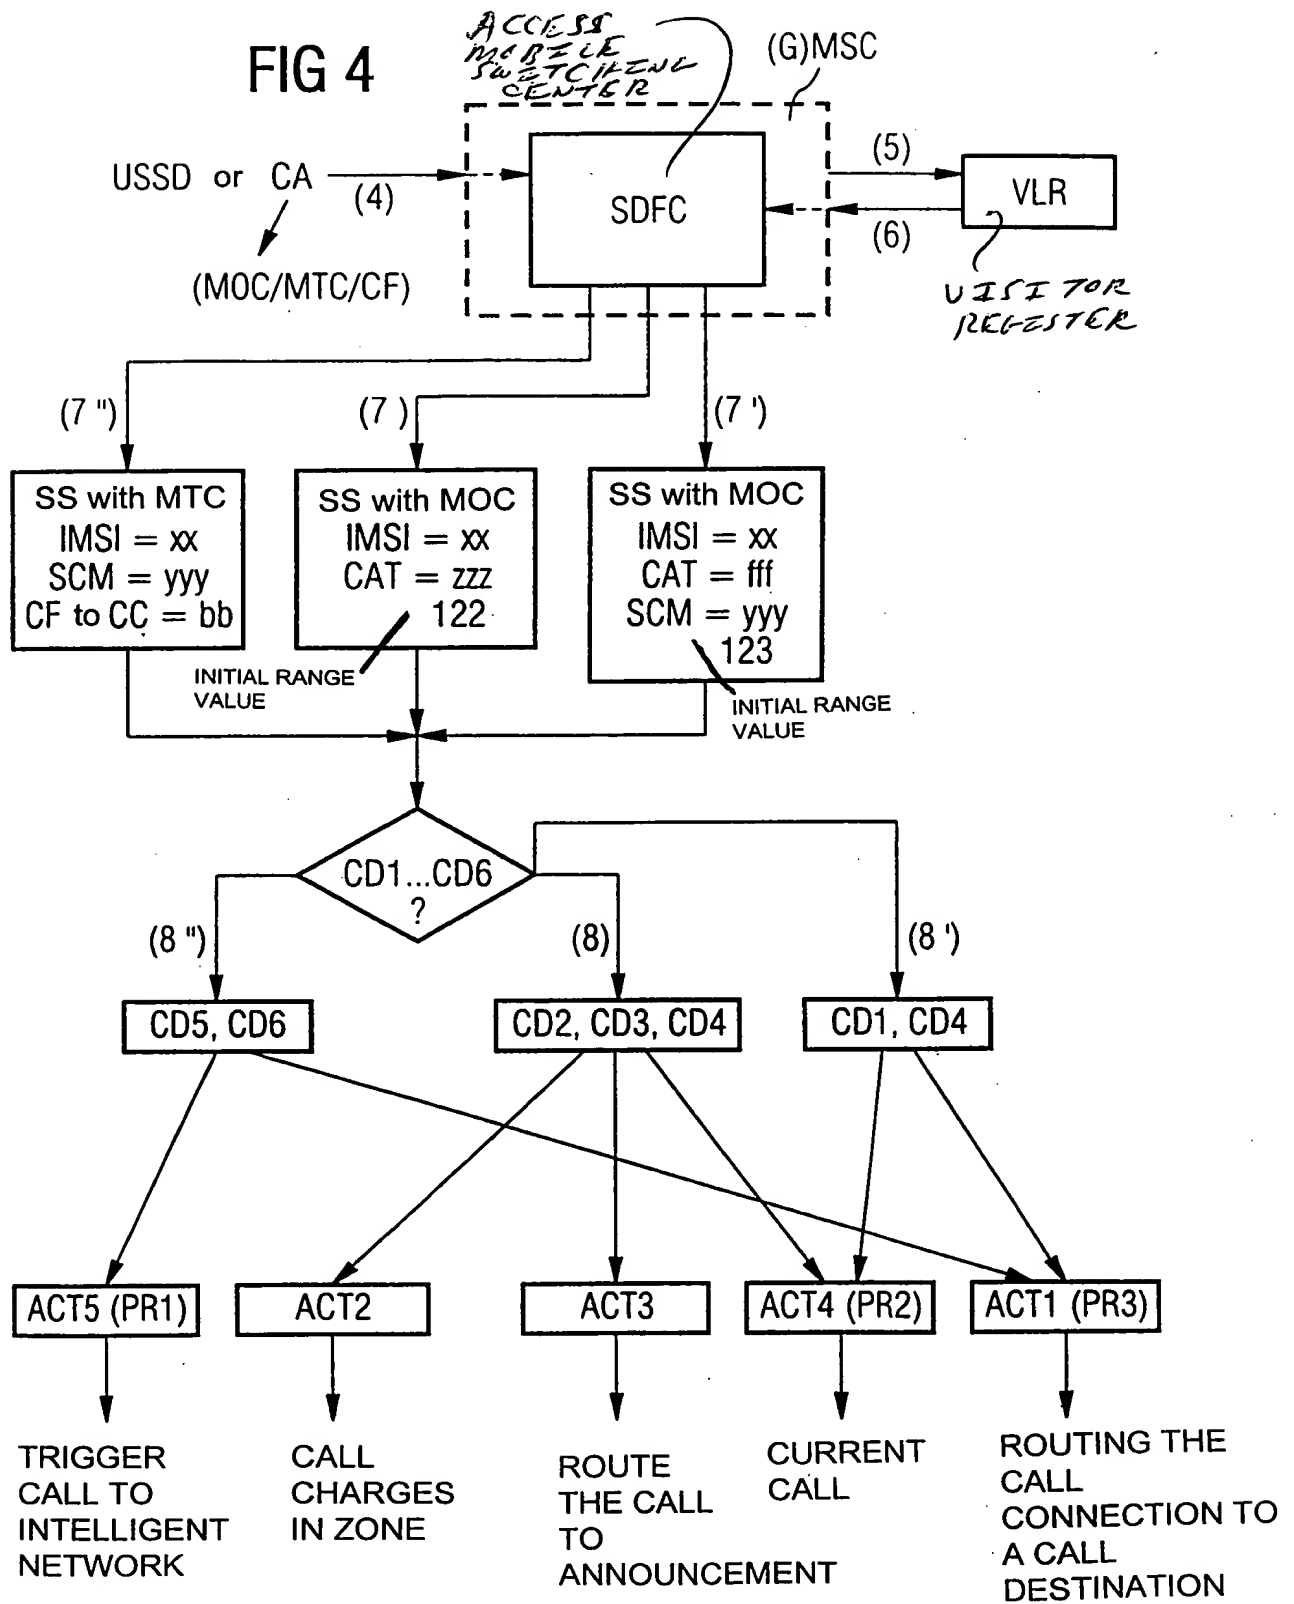 FIG 4
ACCESS
MOBILE
SWITCHING
CENTER
(G)MSC
USSD or CA
(4)
SDFC
(5)
VLR
(6)
(MOC/MTC/CF)
VISITOR
REGISTER
(7 ")
(7 )
(7 ')
SS with MTC
IMSI = xx
SCM = yyy
CF to CC = bb
SS with MOC
IMSI = xx
CAT = zzz
122
SS with MOC
IMSI = xx
CAT = fff
SCM = yyy
123
INITIAL RANGE
VALUE
INITIAL RANGE
VALUE
CD1...CD6
?
(8 ")
(8)
(8 ')
CD5, CD6
CD2, CD3, CD4
CD1, CD4
ACT5 (PR1)
ACT2
ACT3
ACT4 (PR2)
ACT1 (PR3)
TRIGGER
CALL TO
INTELLIGENT
NETWORK
CALL
CHARGES
IN ZONE
ROUTE
THE CALL
TO
ANNOUNCEMENT
CURRENT
CALL
ROUTING THE
CALL
CONNECTION TO
A CALL
DESTINATION